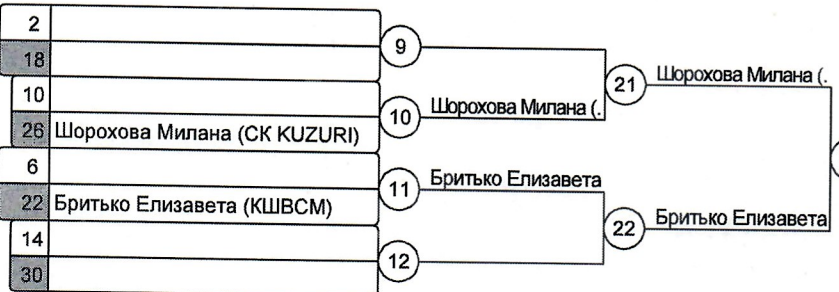 2
18
9
10
26 Шорохова Милана (СК KUZURI)
10 Шорохова Милана (.
21 Шорохова Милана (.
6
22 Бритько Елизавета (КШВСМ)
11 Бритько Елизавета
22 Бритько Елизавета
14
30
12